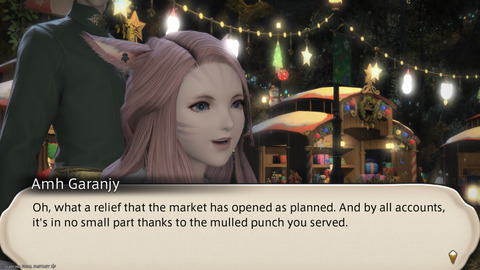 Amh Garanjy
Oh, what a relief that the market has opened as planned. And by all accounts,
it's in no small part thanks to the mulled punch you served.